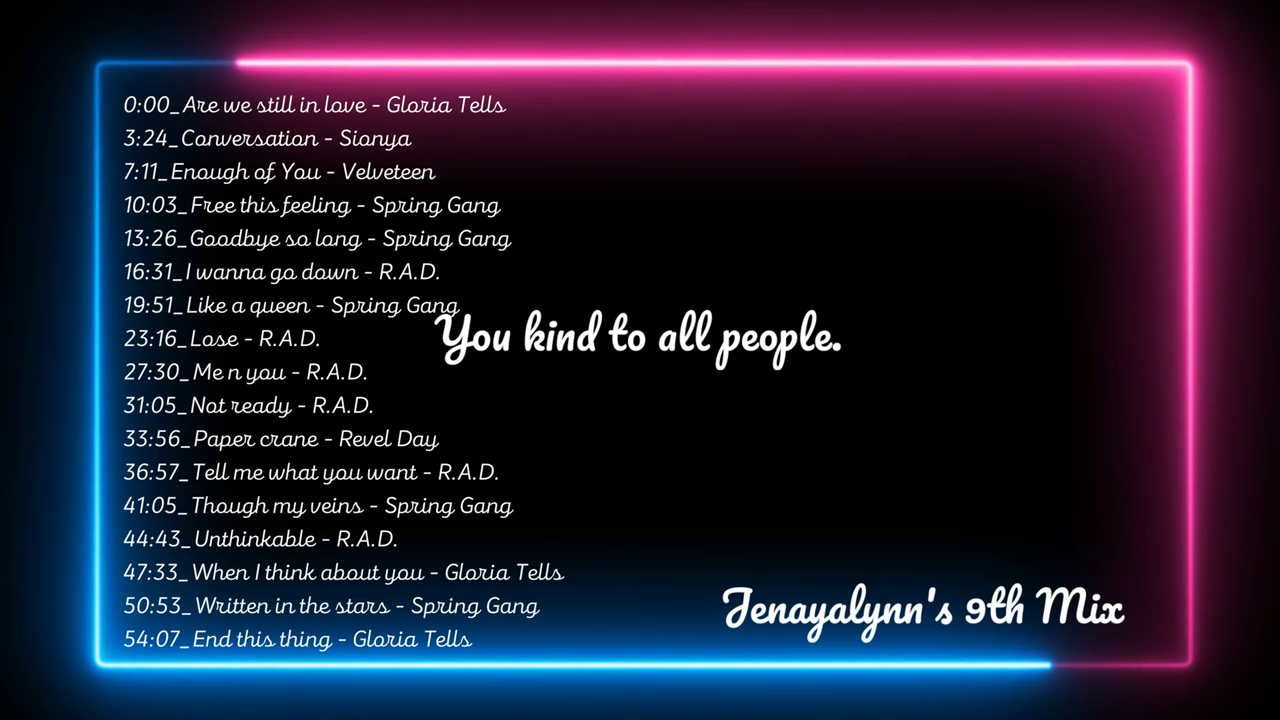 0:00_Are we still in love - Gloria Tells
3:24_Conversation - Sionya
7:11_Enough of You - Velveteen
10:03_Free this feeling - Spring Gang
13:26_Goodbye so long - Spring Gang
16:31_I wanna go down - R.A.D.
19:51_Like a queen - Spring Gang
You kind to all people.
23:16_Lose - R.A.D.
27:30_Me n you - R.A.D.
31:05_Not ready - R.A.D.
33:56_Paper crane - Revel Day
36:57_Tell me what you want - R.A.D.
41:05_Though my veins - Spring Gang
44:43_Unthinkable - R.A.D.
47:33_When I think about you - Gloria Tells
50:53_Written in the stars - Spring Gang
54:07_End this thing - Gloria Tells
Jenayalynn's 9th Mix